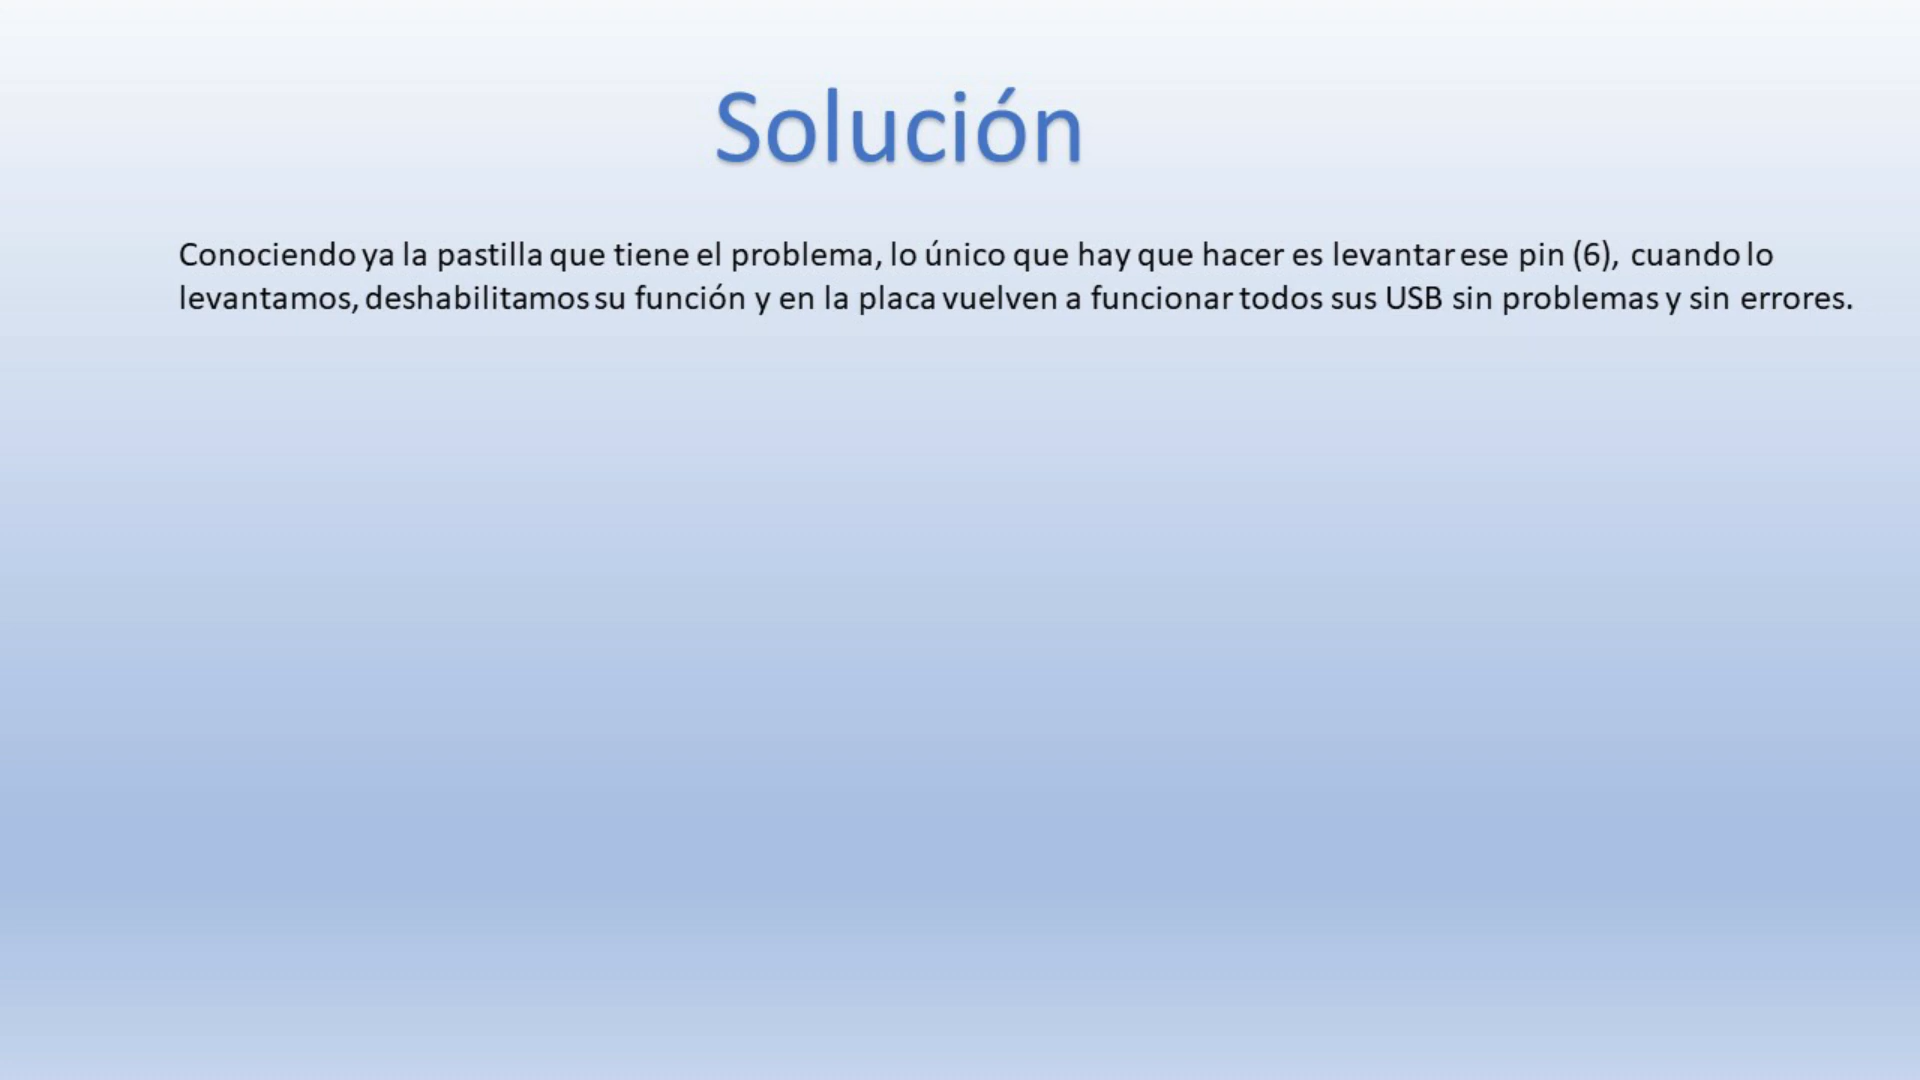 Solución
Conociendo ya la pastilla que tiene el problema, lo único que hay que hacer es levantar ese pin (6), cuando lo
levantamos, deshabilitamos su función y en la placa vuelven a funcionar todos sus USB sin problemas y sin errores.